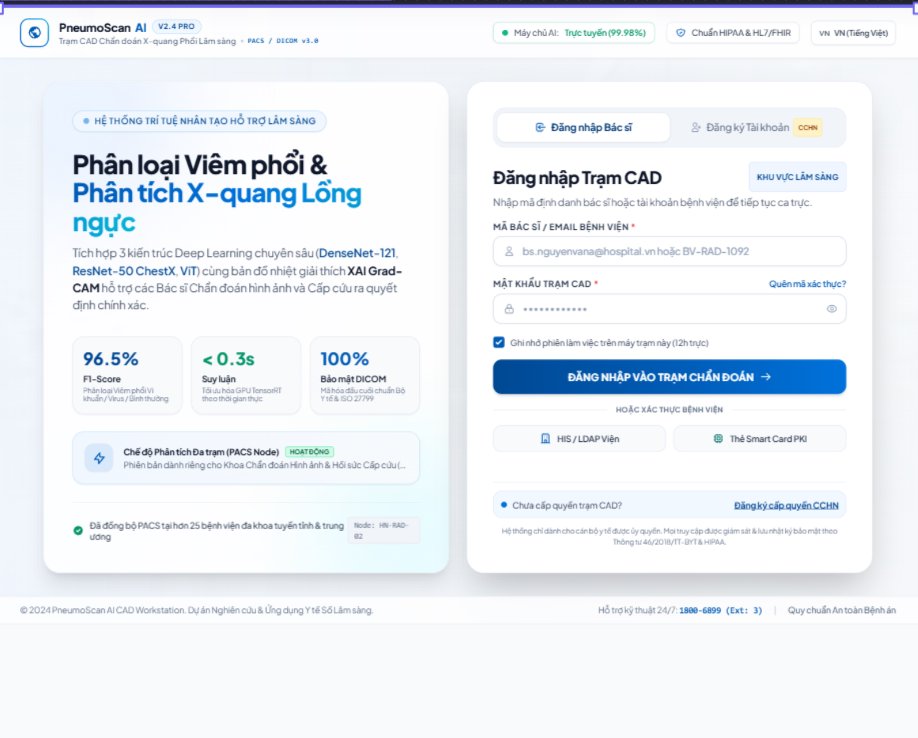 PneumoScan AI V2.4 PRO
Trạm CAD Chẩn đoán X-quang Phổi Lâm sàng • PACS / DICOM v3.0
Máy chủ AI: Trực tuyến (99.98%)
Chuẩn HIPAA & HL7/FHIR
VN VN (Tiếng Việt)
HỆ THỐNG TRÍ TUỆ NHÂN TẠO HỖ TRỢ LÂM SÀNG
Phân loại Viêm phổi &
Phân tích X-quang Lồng
ngực
Tích hợp 3 kiến trúc Deep Learning chuyên sâu (DenseNet-121,
ResNet-50 ChestX, ViT) cùng bản đồ nhiệt giải thích XAI Grad-
CAM hỗ trợ các Bác sĩ Chẩn đoán hình ảnh và Cấp cứu ra quyết
định chính xác.
96.5%
F1-Score
Phân loại Viêm phổi Vi
khuẩn / Virus / Bình thường
< 0.3s
Suy luận
Tối ưu hóa GPU TensorRT
theo thời gian thực
100%
Bảo mật DICOM
Mã hóa đầu cuối chuẩn Bộ
Y tế & ISO 27799
Chế độ Phân tích Đa trạm (PACS Node) HOẠT ĐỘNG
Phiên bản dành riêng cho Khoa Chẩn đoán Hình ảnh & Hồi sức Cấp cứu (...
Đã đồng bộ PACS tại hơn 25 bệnh viện đa khoa tuyến tỉnh & trung
ương
Node: HN-RAD-
02
Đăng nhập Bác sĩ
Đăng ký Tài khoản CCHN
Đăng nhập Trạm CAD
KHU VỰC LÂM SÀNG
Nhập mã định danh bác sĩ hoặc tài khoản bệnh viện để tiếp tục ca trực.
MÃ BÁC SĨ / EMAIL BỆNH VIỆN *
bs.nguyenvana@hospital.vn hoặc BV-RAD-1092
MẬT KHẨU TRẠM CAD *
Quên mã xác thực?
************
Ghi nhớ phiên làm việc trên máy trạm này (12h trực)
ĐĂNG NHẬP VÀO TRẠM CHẨN ĐOÁN →
HOẶC XÁC THỰC BỆNH VIỆN
HIS / LDAP Viện
Thẻ Smart Card PKI
Chưa cấp quyền trạm CAD?
Đăng ký cấp quyền CCHN
Hệ thống chỉ dành cho cán bộ y tế được ủy quyền. Mọi truy cập được giám sát & lưu nhật ký bảo mật theo
Thông tư 46/2018/TT-BYT & HIPAA.
© 2024 PneumoScan AI CAD Workstation. Dự án Nghiên cứu & Ứng dụng Y tế Số Lâm sàng.
Hỗ trợ kỹ thuật 24/7: 1800-6899 (Ext: 3) | Quy chuẩn An toàn Bệnh án